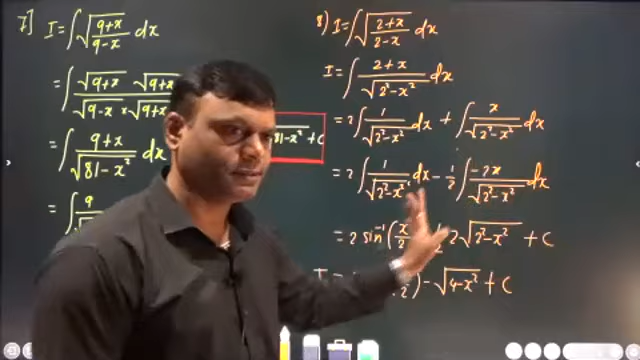 7] I = ∫ √((9+x)/(9-x)) dx
= ∫ (√(9+x) √(9+x))/(√(9-x) × √(9+x))
= ∫ (9+x)/√(81-x²) dx
= ∫ 9/√
81-x² + C
8) I = ∫ √((2+x)/(2-x)) dx
I = ∫ (2+x)/√(2²-x²) dx
= 2 ∫ 1/√(2²-x²) dx + ∫ x/√(2²-x²) dx
= 2 ∫ 1/√(2²-x²) dx - 1/2 ∫ -2x/√(2²-x²) dx
= 2 sin⁻¹(x/2 2√(2²-x²) + C
) - √(4-x²) + C